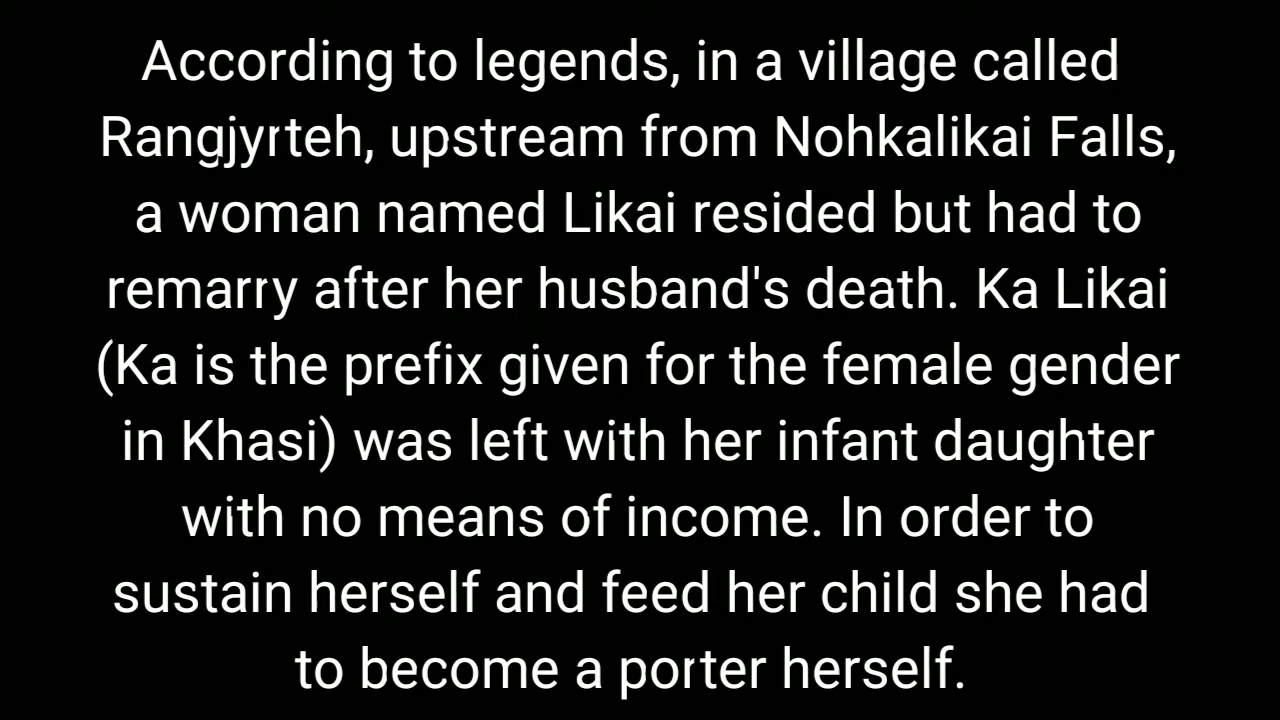 According to legends, in a village called
Rangjyrteh, upstream from Nohkalikai Falls,
a woman named Likai resided but had to
remarry after her husband's death. Ka Likai
(Ka is the prefix given for the female gender
in Khasi) was left with her infant daughter
with no means of income. In order to
sustain herself and feed her child she had
to become a porter herself.